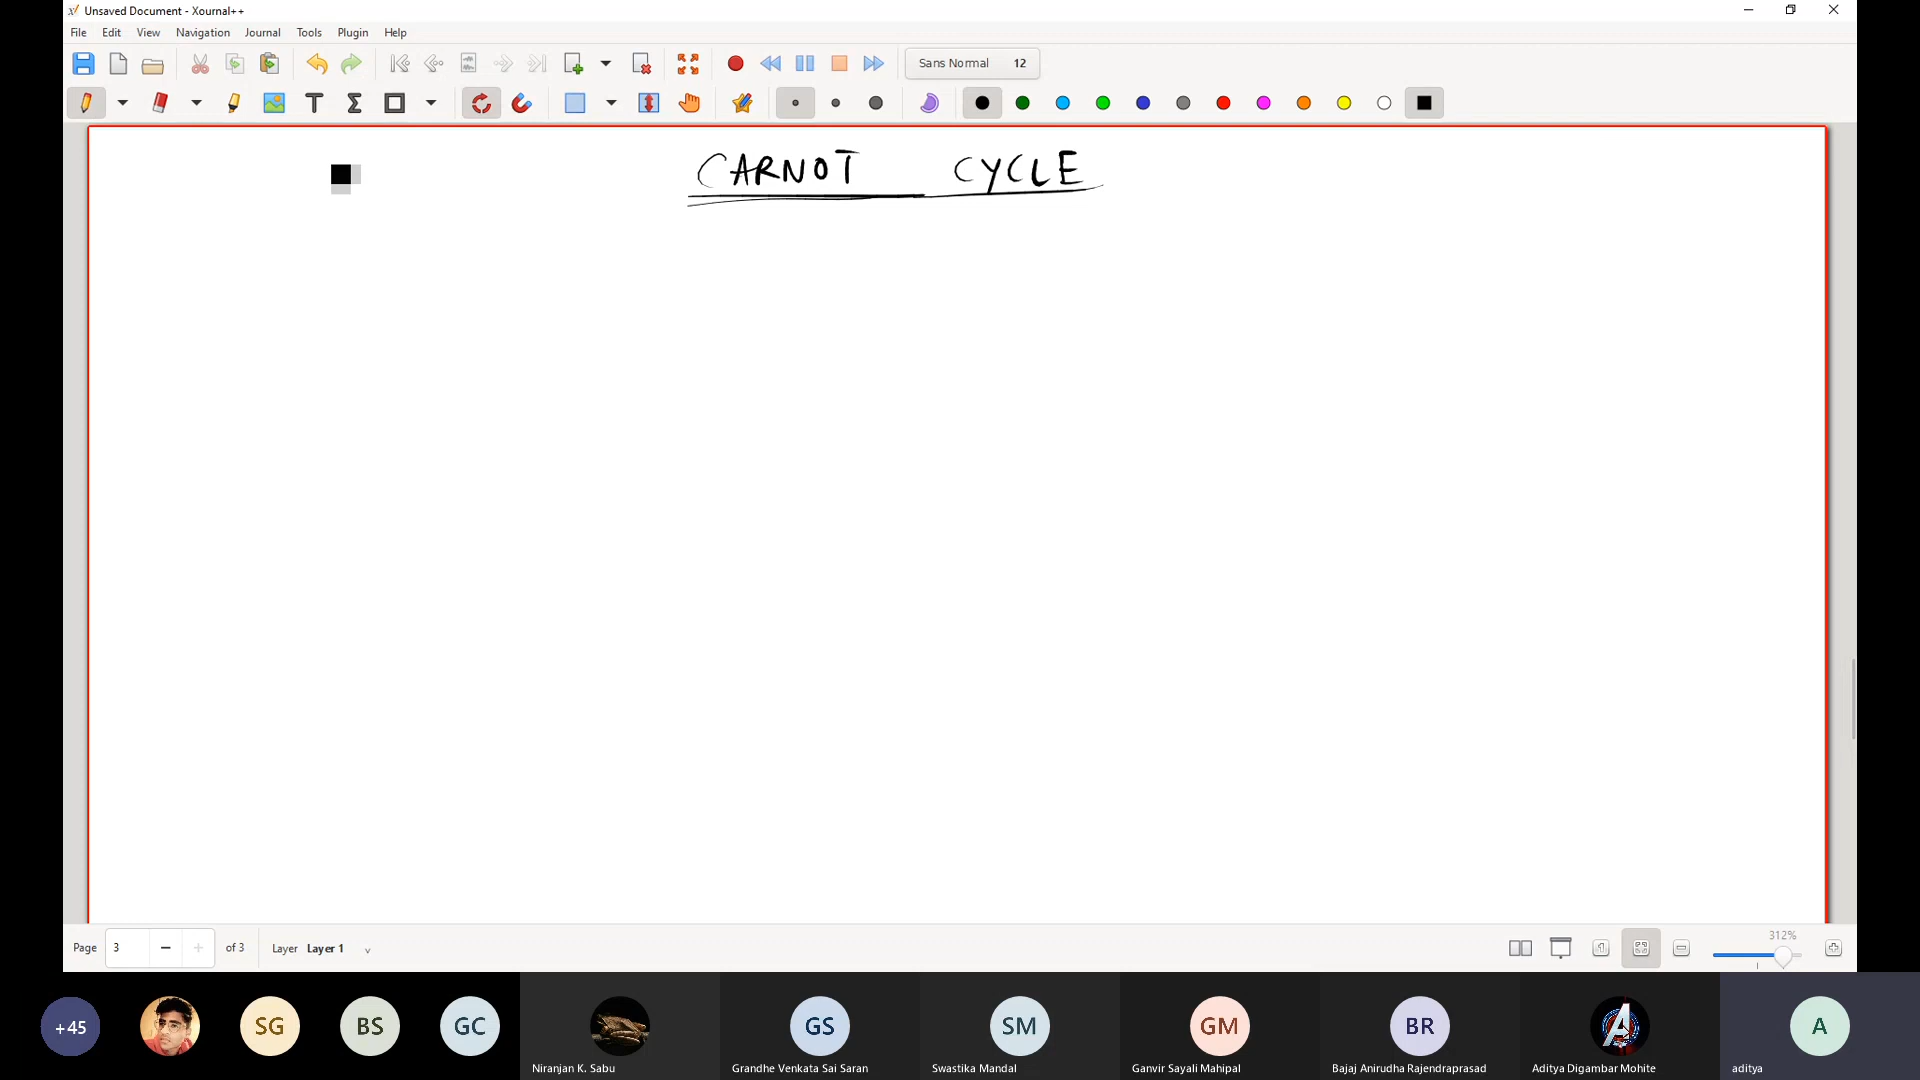 Unsaved Document - Xournal++
File Edit View Navigation Journal Tools Plugin Help
Sans Normal 12
CARNOT CYCLE
Page 3 of 3 Layer Layer 1
312%
+45
SG
BS
GC
GS
SM
GM
BR
A
Niranjan K. Sabu
Grandhe Venkata Sai Saran
Swastika Mandal
Ganvir Sayali Mahipal
Bajaj Anirudha Rajendraprasad
Aditya Digambar Mohite
aditya